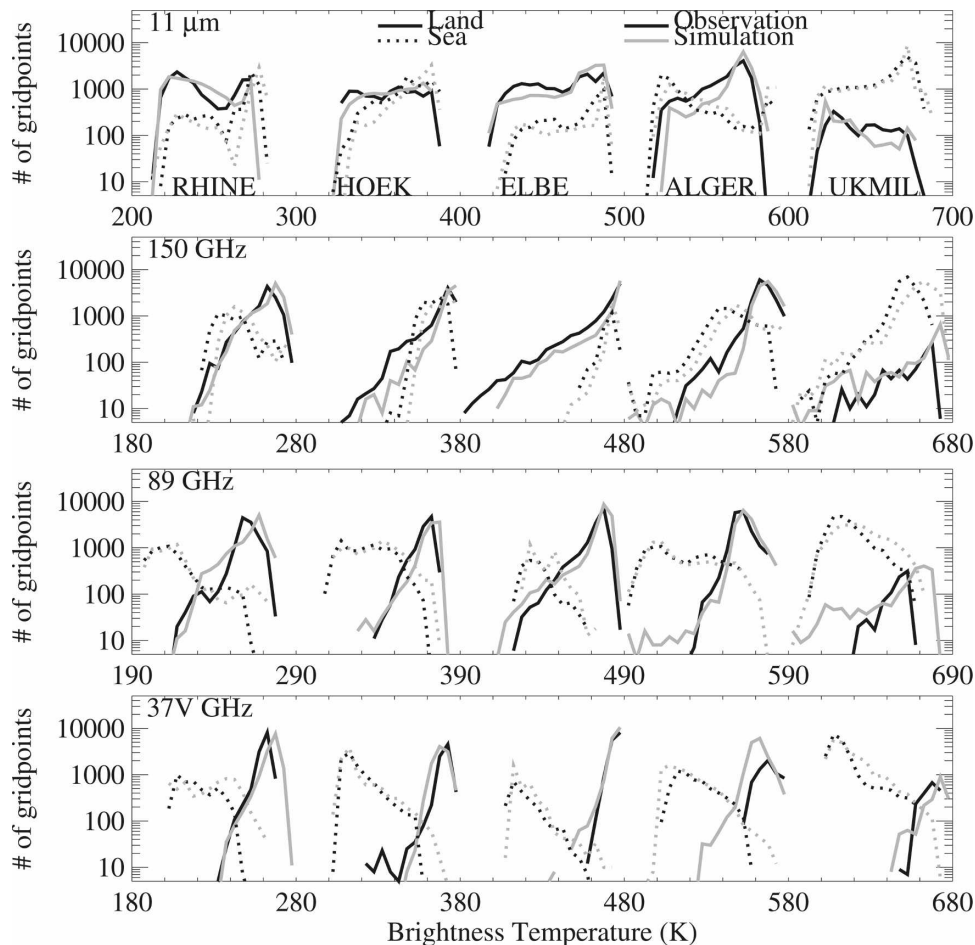 11 μm
Land
Sea
Observation
Simulation
# of gridpoints
10000
1000
100
10
RHINE
HOEK
ELBE
ALGER
UKMIL
200 300 400 500 600 700
150 GHz
# of gridpoints
10000
1000
100
10
180 280 380 480 580 680
89 GHz
# of gridpoints
10000
1000
100
10
190 290 390 490 590 690
37V GHz
# of gridpoints
10000
1000
100
10
180 280 380 480 580 680
Brightness Temperature (K)